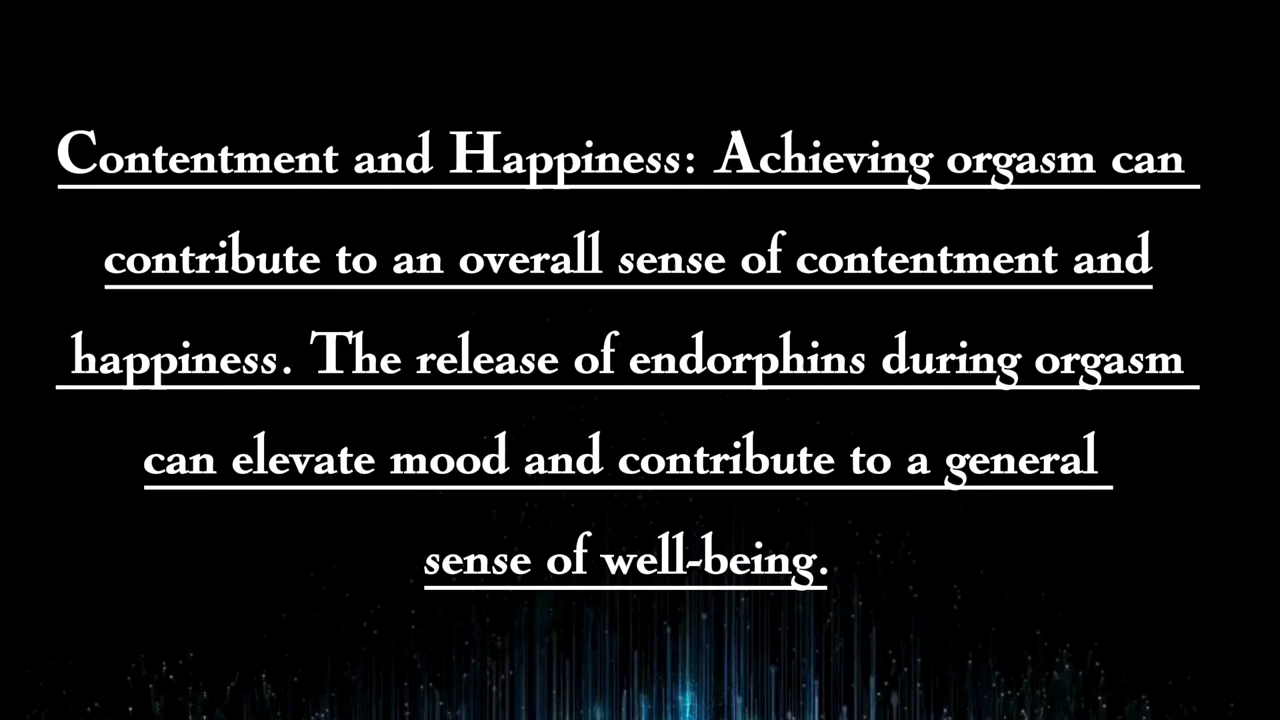 Contentment and Happiness: Achieving orgasm can
contribute to an overall sense of contentment and
happiness. The release of endorphins during orgasm
can elevate mood and contribute to a general
sense of well-being.